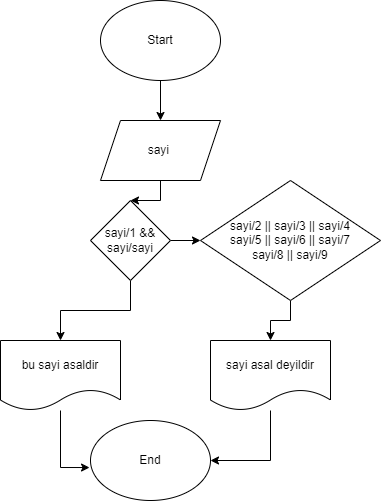 Start
sayi
sayi/1 &&
sayi/sayi
sayi/2 || sayi/3 || sayi/4
sayi/5 || sayi/6 || sayi/7
sayi/8 || sayi/9
bu sayi asaldir
sayi asal deyildir
End